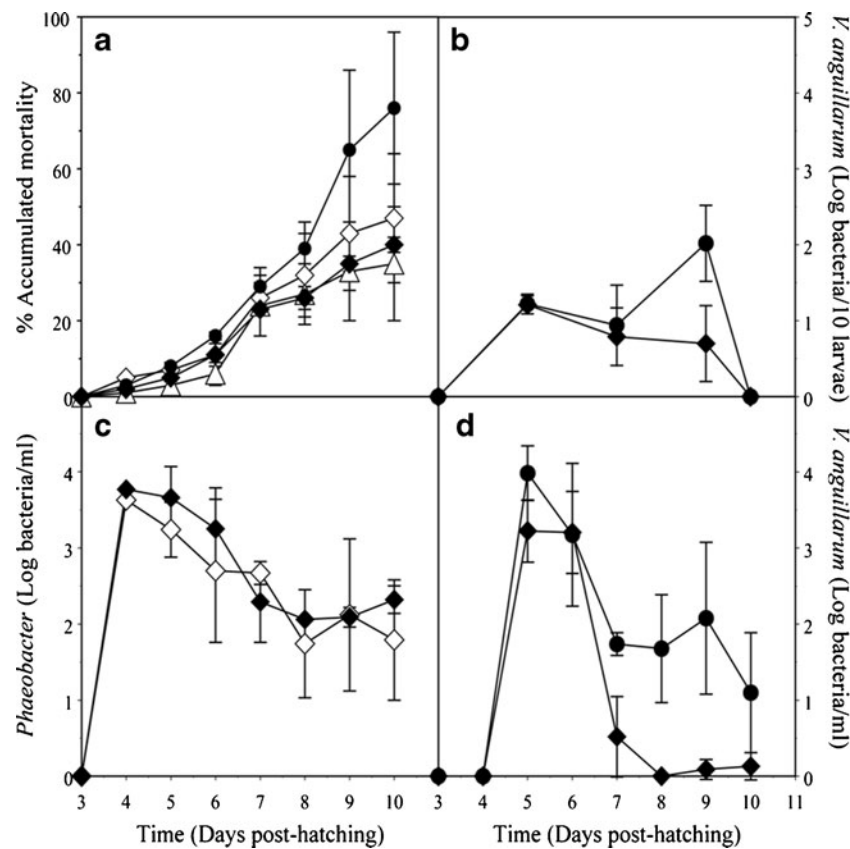 a
b
% Accumulated mortality
100
80
60
40
20
0
5
4
3
2
1
0
V. anguillarum (Log bacteria/10 larvae)
c
d
Phaeobacter (Log bacteria/ml)
4
3
2
1
0
4
3
2
1
0
V. anguillarum (Log bacteria/ml)
3 4 5 6 7 8 9 10
3 4 5 6 7 8 9 10 11
Time (Days post-hatching)
Time (Days post-hatching)